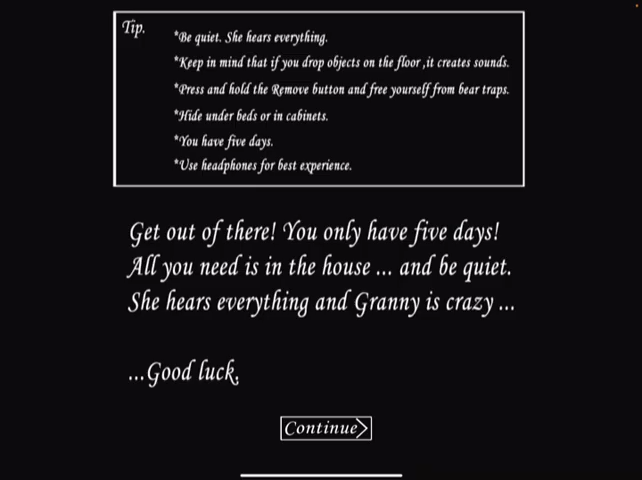 Tip.
*Be quiet. She hears everything.
*Keep in mind that if you drop objects on the floor ,it creates sounds.
*Press and hold the Remove button and free yourself from bear traps.
*Hide under beds or in cabinets.
*You have five days.
*Use headphones for best experience.
Get out of there! You only have five days!
All you need is in the house ... and be quiet.
She hears everything and Granny is crazy ...
...Good luck.
Continue